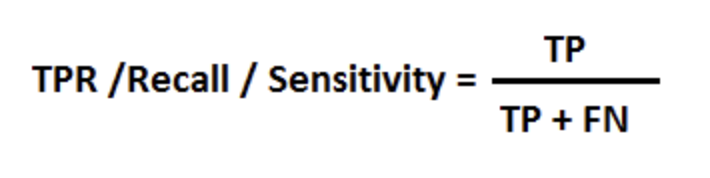 TPR /Recall / Sensitivity = TP
TP + FN